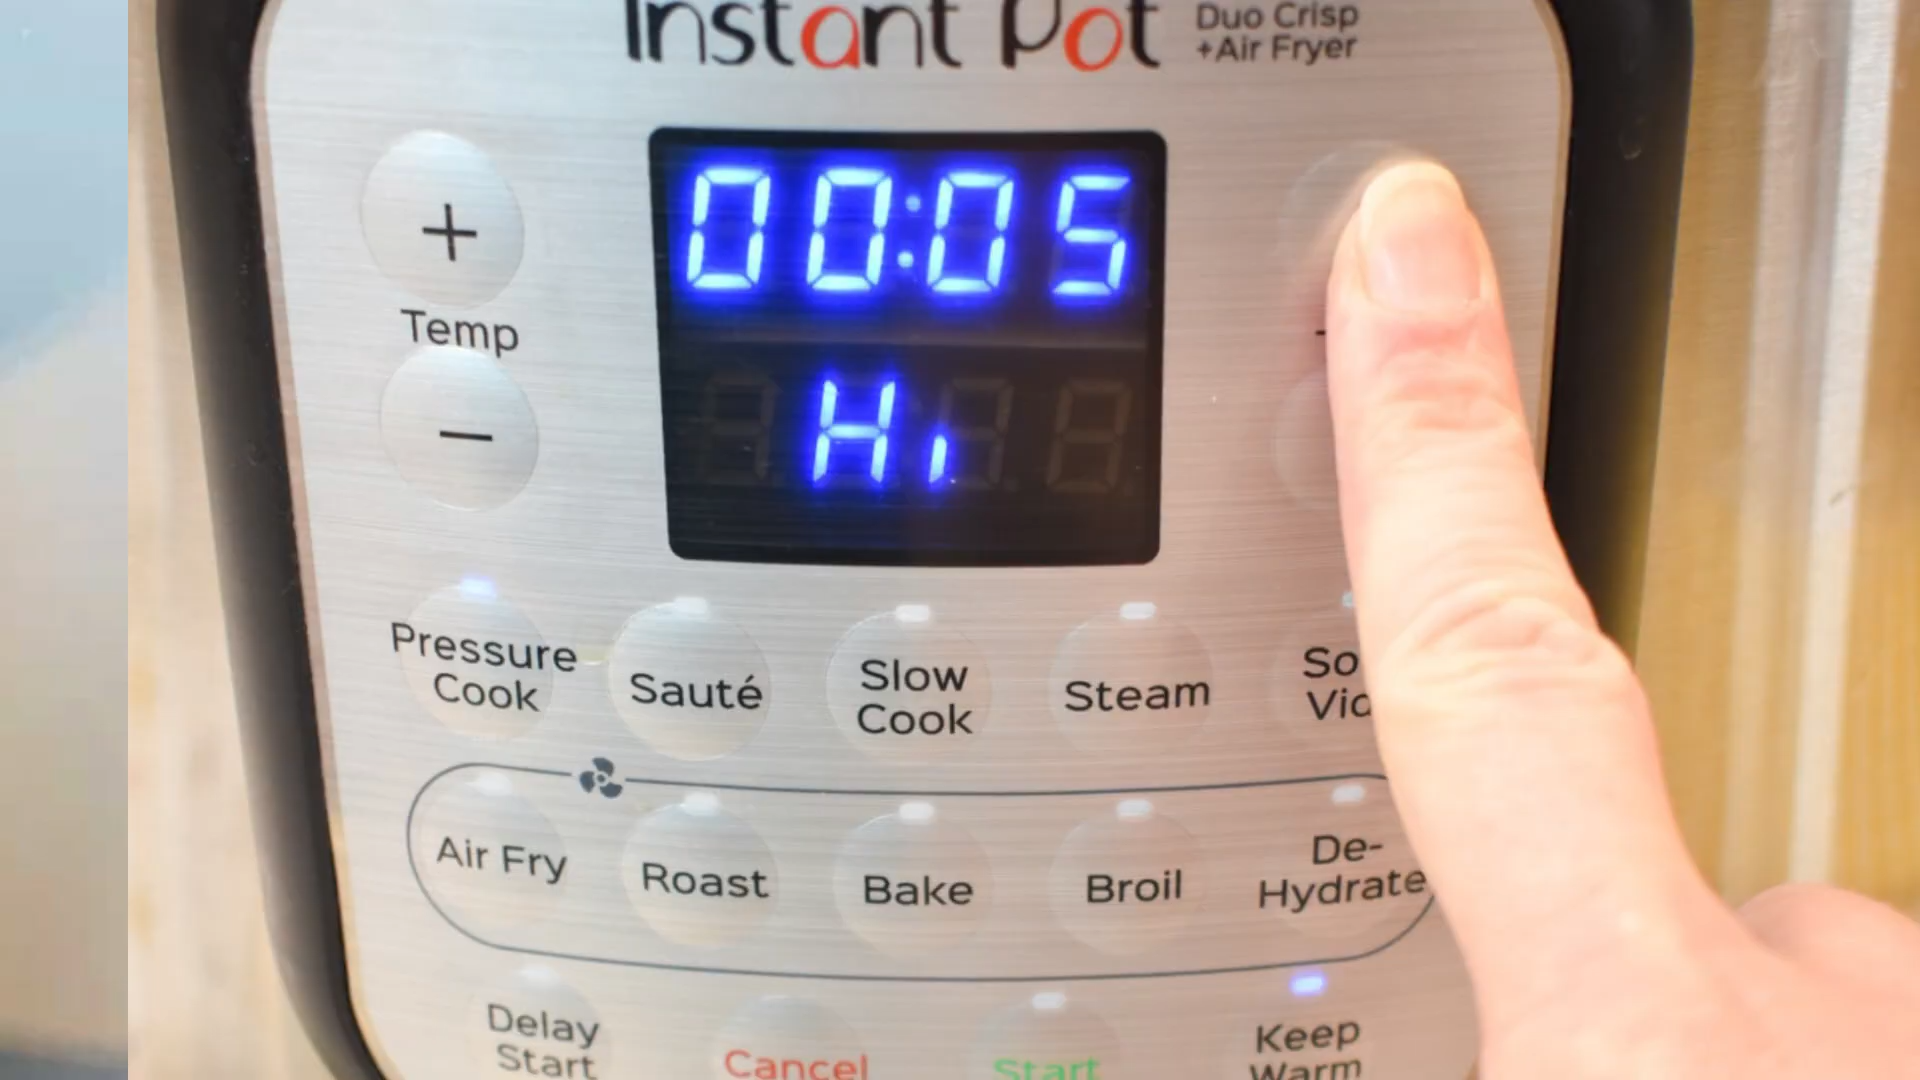 Instant Pot
Duo Crisp
+Air Fryer
00:05
+
Temp
Hi
−
Pressure
Cook
Sauté
Slow
Cook
Steam
Air Fry
Roast
Bake
Broil
De-
Hydrate
Delay
Start
Cancel
Start
Keep
Warm